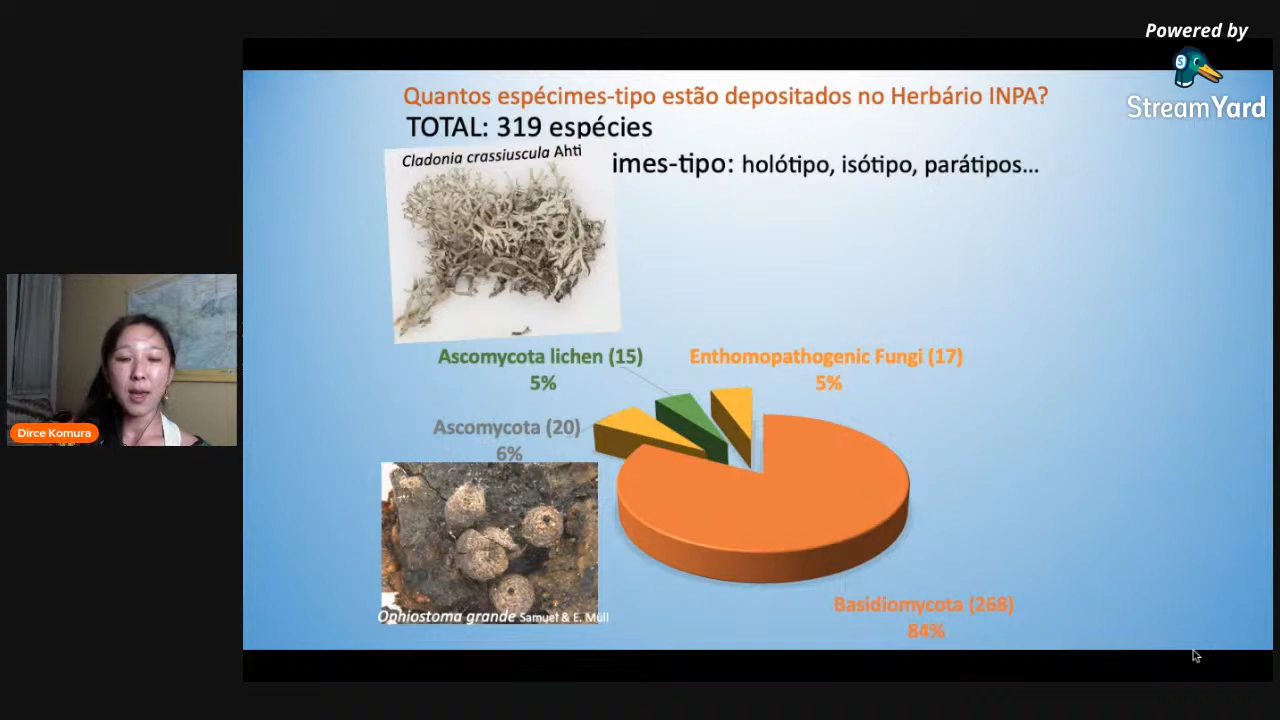 Powered by
StreamYard
Quantos espécimes-tipo estão depositados no Herbário INPA?
TOTAL: 319 espécies
imes-tipo: holótipo, isótipo, parátipos...
Cladonia crassiuscula Ahti
Ascomycota lichen (15)
5%
Enthomopathogenic Fungi (17)
5%
Ascomycota (20)
6%
Dirce Komura
Ophiostoma grande Samuet & E. Müll
Basidiomycota (268)
84%